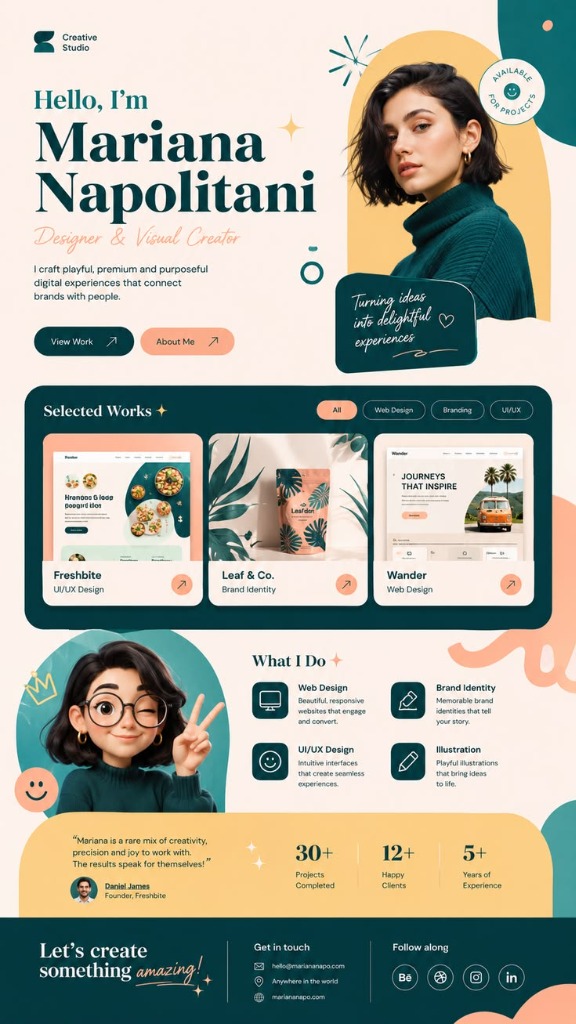 Creative
Studio
AVAILABLE
FOR PROJECTS
Hello, I'm
Mariana
Napolitani
Designer & Visual Creator
I craft playful, premium and purposeful
digital experiences that connect
brands with people.
View Work
About Me
Turning ideas
into delightful
experiences
Selected Works
All
Web Design
Branding
UI/UX
Leafdan
Wander
JOURNEYS
THAT INSPIRE
Freshbite
UI/UX Design
Leaf & Co.
Brand Identity
Wander
Web Design
What I Do
Web Design
Beautiful, responsive
websites that engage
and convert.
Brand Identity
Memorable brand
identities that tell
your story.
UI/UX Design
Intuitive interfaces
that create seamless
experiences.
Illustration
Playful illustrations
that bring ideas
to life.
"Mariana is a rare mix of creativity,
precision and joy to work with.
The results speak for themselves!"
Daniel James
Founder, Freshbite
30+
Projects
Completed
12+
Happy
Clients
5+
Years of
Experience
Let's create
something amazing!
Get in touch
hello@mariananapo.com
Anywhere in the world
mariananapo.com
Follow along
Bē
in